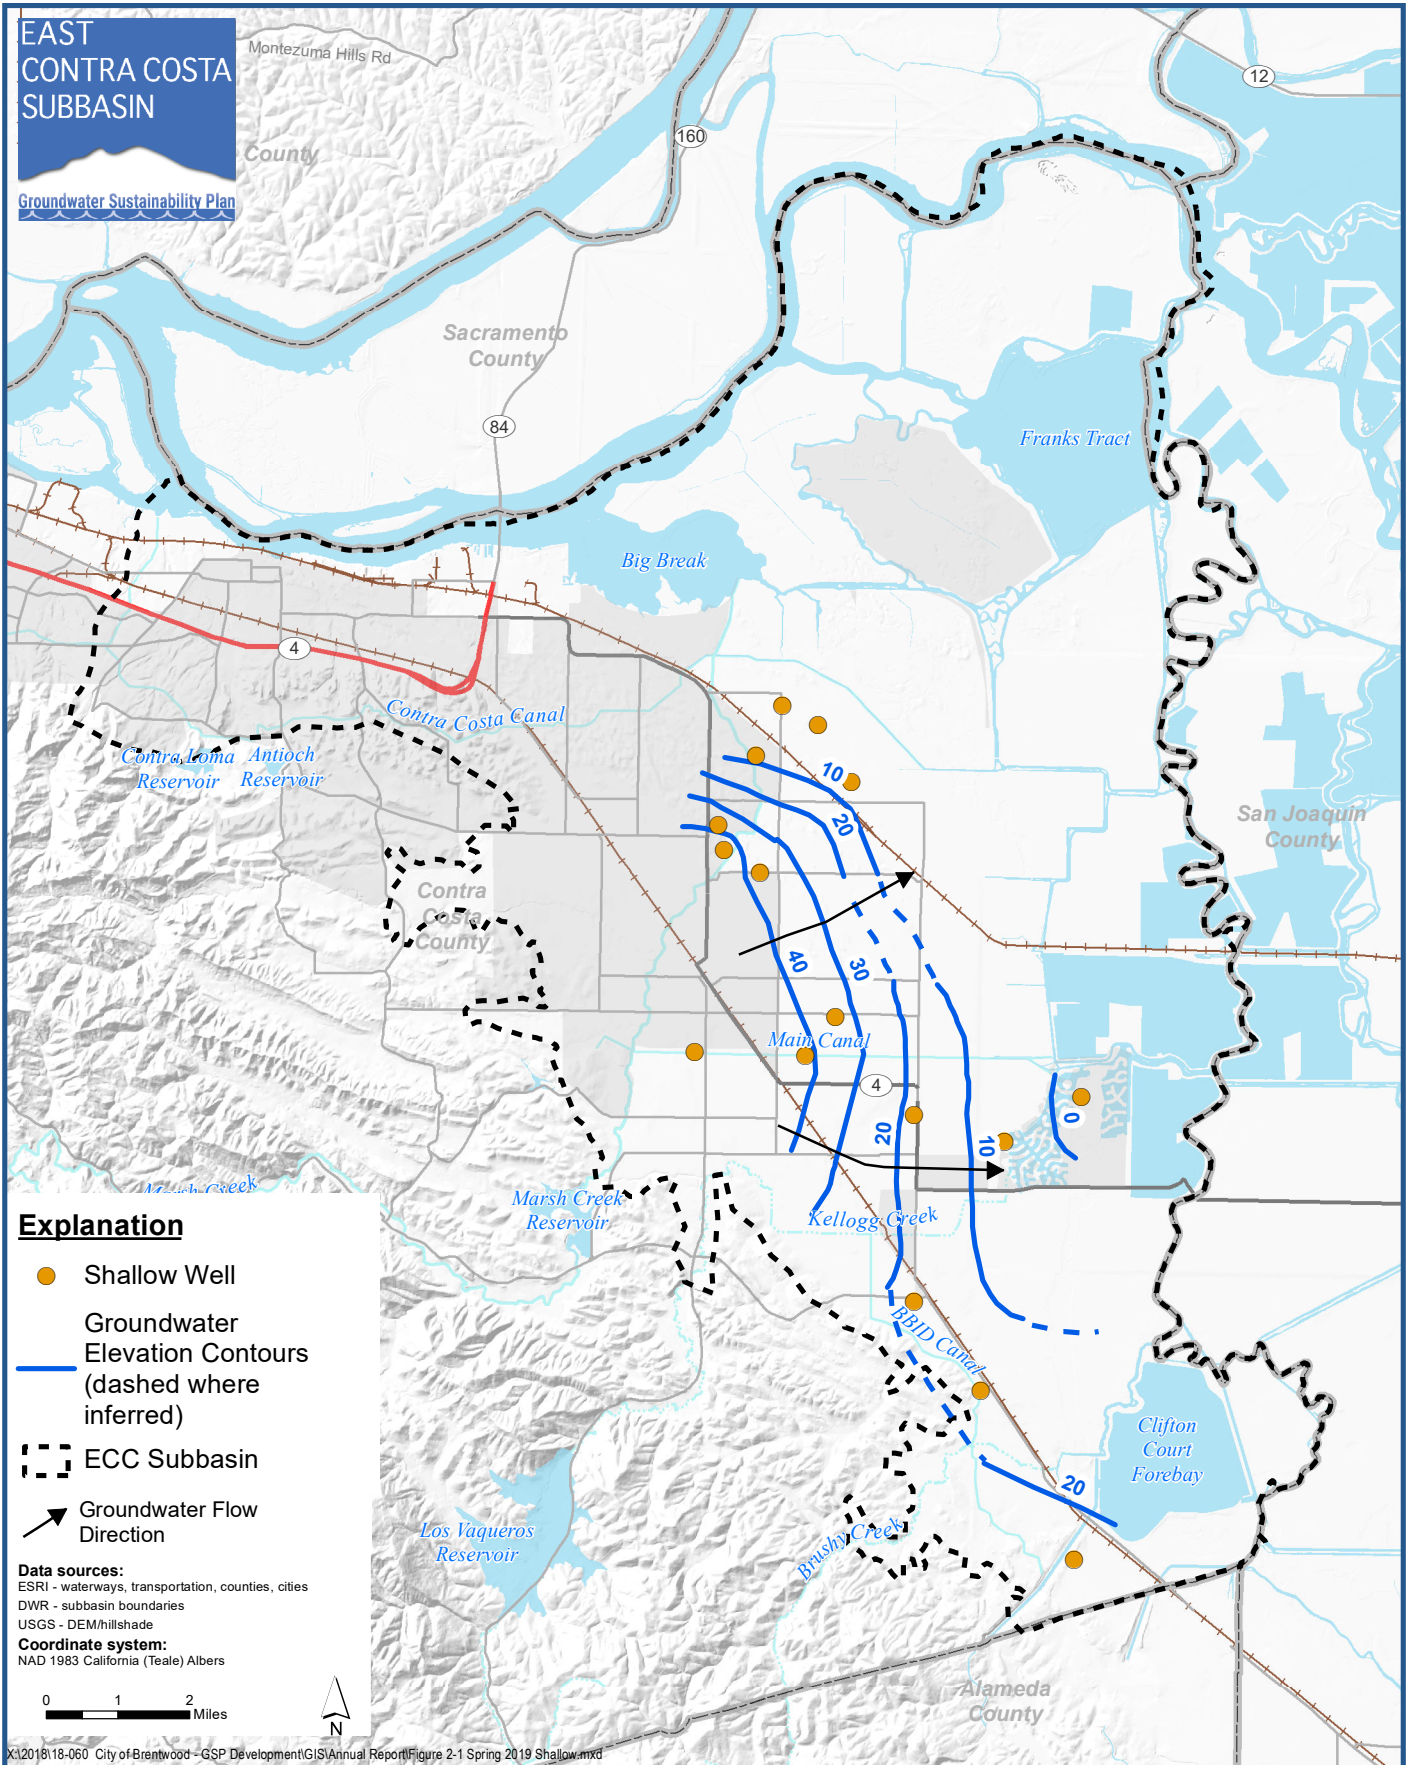 EAST
CONTRA COSTA
SUBBASIN
Groundwater Sustainability Plan
Montezuma Hills Rd
County
160
12
Sacramento
County
84
Franks Tract
Big Break
4
Contra Costa Canal
Contra Loma
Reservoir
Antioch
Reservoir
10
20
San Joaquin
County
Contra
Costa
County
40
30
Main Canal
4
0
20
10
Marsh Creek
Marsh Creek
Reservoir
Kellogg Creek
BBID Canal
Clifton
Court
Forebay
20
Los Vaqueros
Reservoir
Brushy Creek
Alameda
County
Explanation
Shallow Well
Groundwater
Elevation Contours
(dashed where
inferred)
ECC Subbasin
Groundwater Flow
Direction
Data sources:
ESRI - waterways, transportation, counties, cities
DWR - subbasin boundaries
USGS - DEM/hillshade
Coordinate system:
NAD 1983 California (Teale) Albers
0 1 2
Miles
N
X:\2018\18-060 City of Brentwood - GSP Development\GIS\Annual Report\Figure 2-1 Spring 2019 Shallow.mxd